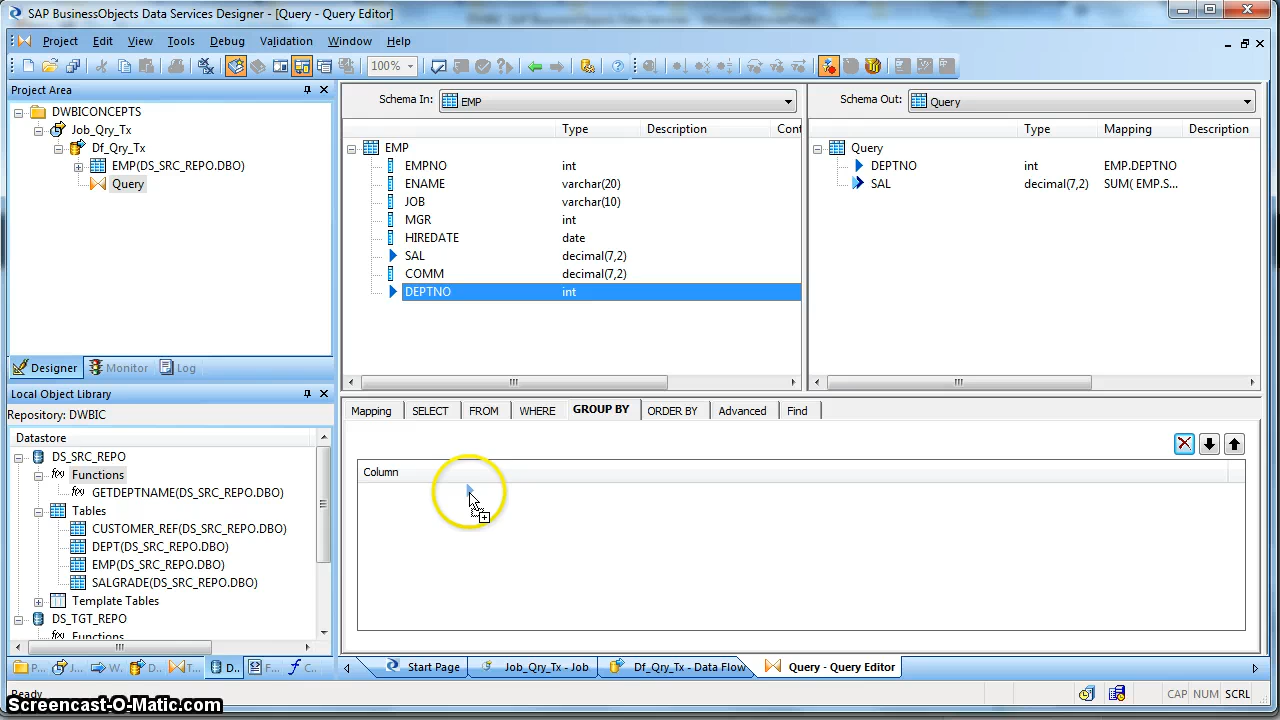 SAP BusinessObjects Data Services Designer - [Query - Query Editor]
Project Edit View Tools Debug Validation Window Help
100%
Project Area
DWBICONCEPTS
Job_Qry_Tx
Df_Qry_Tx
EMP(DS_SRC_REPO.DBO)
Query
Designer Monitor Log
Local Object Library
Repository: DWBIC
Datastore
DS_SRC_REPO
Functions
GETDEPTNAME(DS_SRC_REPO.DBO)
Tables
CUSTOMER_REF(DS_SRC_REPO.DBO)
DEPT(DS_SRC_REPO.DBO)
EMP(DS_SRC_REPO.DBO)
SALGRADE(DS_SRC_REPO.DBO)
Template Tables
DS_TGT_REPO
Functions
P... J... W... D... T... D... F... C...
Schema In: EMP
Type Description Cont
EMP
EMPNO int
ENAME varchar(20)
JOB varchar(10)
MGR int
HIREDATE date
SAL decimal(7,2)
COMM decimal(7,2)
DEPTNO int
Schema Out: Query
Type Mapping Description
Query
DEPTNO int EMP.DEPTNO
SAL decimal(7,2) SUM( EMP.S...
Mapping SELECT FROM WHERE GROUP BY ORDER BY Advanced Find
Column
Start Page Job_Qry_Tx - Job Df_Qry_Tx - Data Flow Query - Query Editor
Ready
CAP NUM SCRL
Screencast-O-Matic.com